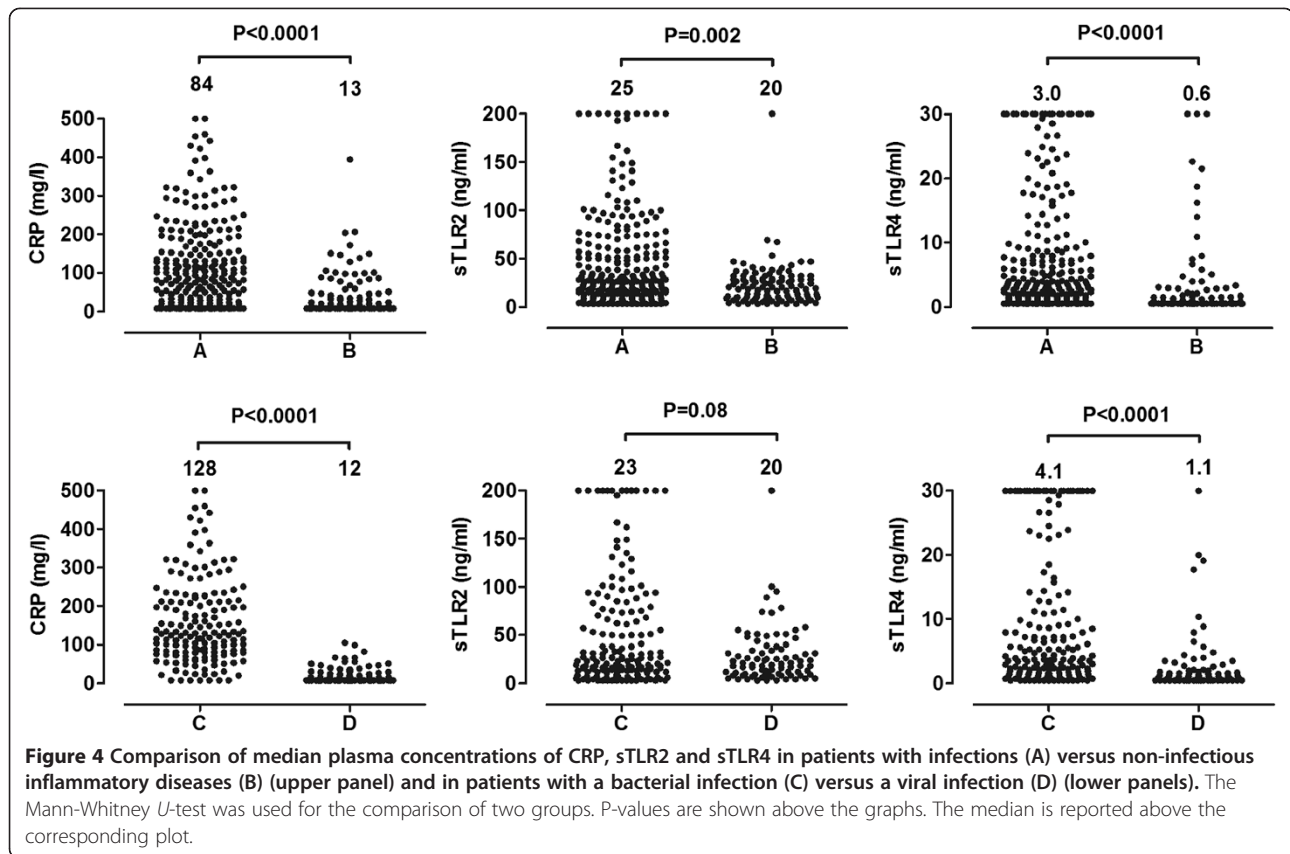 P<0.0001
84 13
CRP (mg/l)
500
400
300
200
100
0
A B
P=0.002
25 20
sTLR2 (ng/ml)
200
150
100
50
0
A B
P<0.0001
3.0 0.6
sTLR4 (ng/ml)
30
20
10
0
A B
P<0.0001
128 12
CRP (mg/l)
500
400
300
200
100
0
C D
P=0.08
23 20
sTLR2 (ng/ml)
200
150
100
50
0
C D
P<0.0001
4.1 1.1
sTLR4 (ng/ml)
30
20
10
0
C D
Figure 4 Comparison of median plasma concentrations of CRP, sTLR2 and sTLR4 in patients with infections (A) versus non-infectious
inflammatory diseases (B) (upper panel) and in patients with a bacterial infection (C) versus a viral infection (D) (lower panels). The
Mann-Whitney U-test was used for the comparison of two groups. P-values are shown above the graphs. The median is reported above the
corresponding plot.